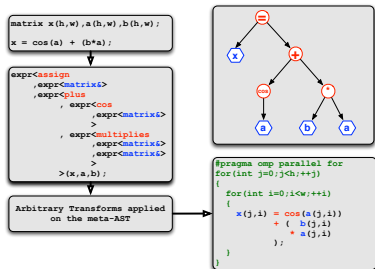 matrix x(h,w),a(h,w),b(h,w);
x = cos(a) + (b*a);
expr<assign
,expr<matrix&>
,expr<plus
, expr<cos
,expr<matrix&>
>
, expr<multiplies
,expr<matrix&>
,expr<matrix&>
>
>(x,a,b);
Arbitrary Transforms applied
on the meta-AST
=
x
+
cos
*
a
b
a
#pragma omp parallel for
for(int j=0;j<h;++j)
{
for(int i=0;i<w;++i)
{
x(j,i) = cos(a(j,i))
+ ( b(j,i)
* a(j,i)
);
}
}